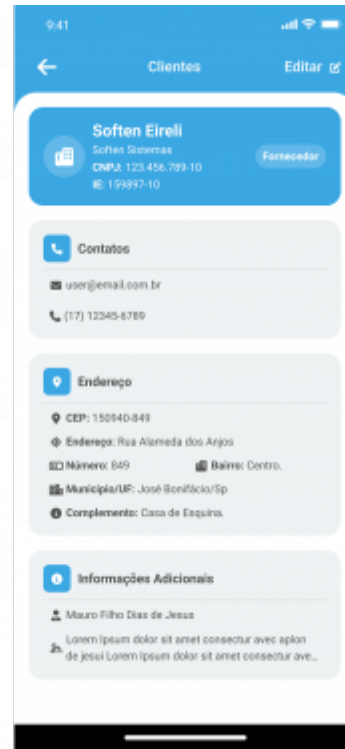 9:41
Clientes
Editar
Soften Eireli
Soften Sistemas
CNPJ: 123.456.789-10
IE: 159897-10
Fornecedor
Contatos
user@email.com.br
(17) 12345-6789
Endereço
CEP: 150940-849
Endereço: Rua Alameda dos Anjos
Número: 849
Bairro: Centro.
Município/UF: José Bonifácio/Sp
Complemento: Casa de Esquina.
Informações Adicionais
Mauro Filho Dias de Jesus
Lorem Ipsum dolor sit amet consectur avec aplon
de jesui Lorem Ipsum dolor sit amet consectur ave...